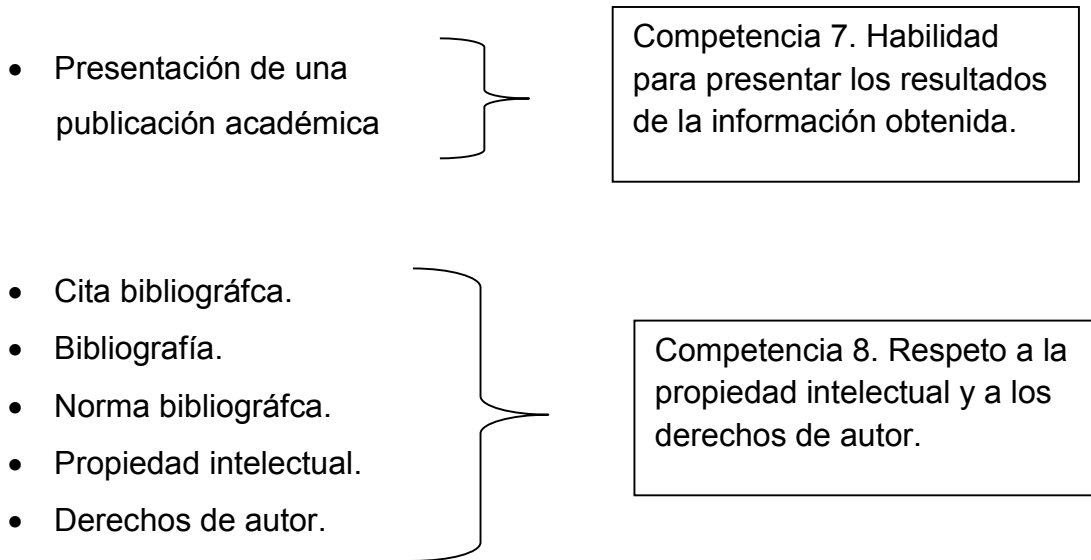 • Presentación de una
publicación académica
Competencia 7. Habilidad
para presentar los resultados
de la información obtenida.
• Cita bibliográfca.
• Bibliografía.
• Norma bibliográfca.
• Propiedad intelectual.
• Derechos de autor.
Competencia 8. Respeto a la
propiedad intelectual y a los
derechos de autor.